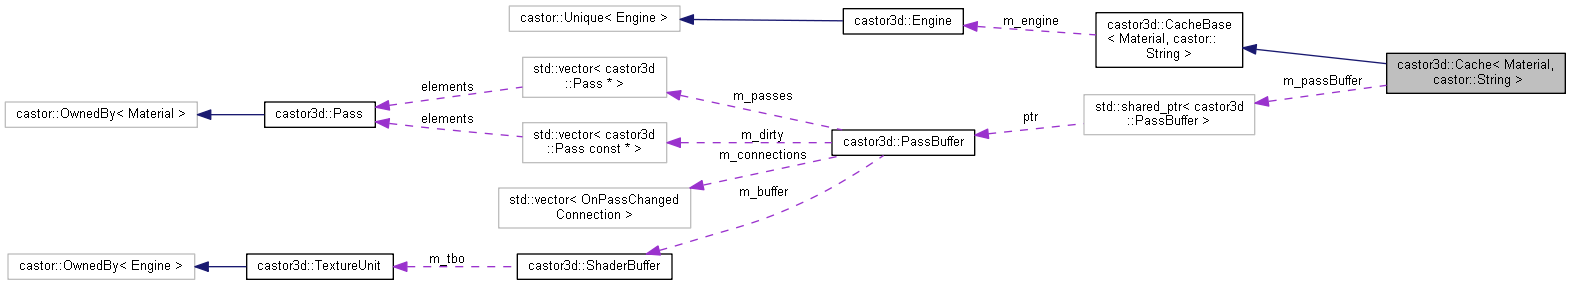 castor::Unique< Engine >
castor3d::Engine
m_engine
castor3d::CacheBase
< Material, castor::
String >
castor3d::Cache< Material,
castor::String >
m_passBuffer
std::shared_ptr< castor3d
::PassBuffer >
ptr
castor3d::PassBuffer
m_passes
m_dirty
m_connections
m_buffer
std::vector< castor3d
::Pass * >
elements
std::vector< castor3d
::Pass const * >
elements
castor3d::Pass
castor::OwnedBy< Material >
std::vector< OnPassChanged
Connection >
castor3d::ShaderBuffer
m_tbo
castor3d::TextureUnit
castor::OwnedBy< Engine >